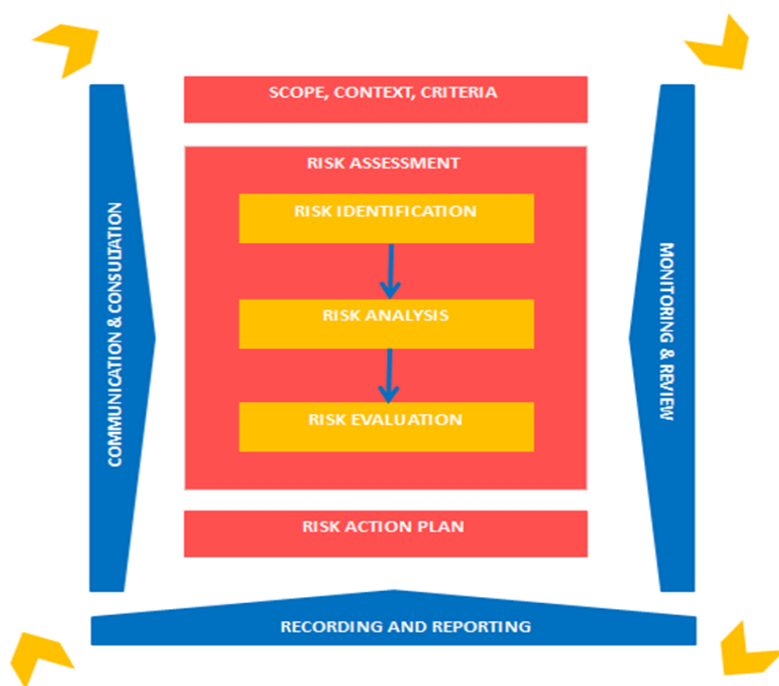 SCOPE, CONTEXT, CRITERIA
RISK ASSESSMENT
RISK IDENTIFICATION
RISK ANALYSIS
RISK EVALUATION
RISK ACTION PLAN
COMMUNICATION & CONSULTATION
MONITORING & REVIEW
RECORDING AND REPORTING